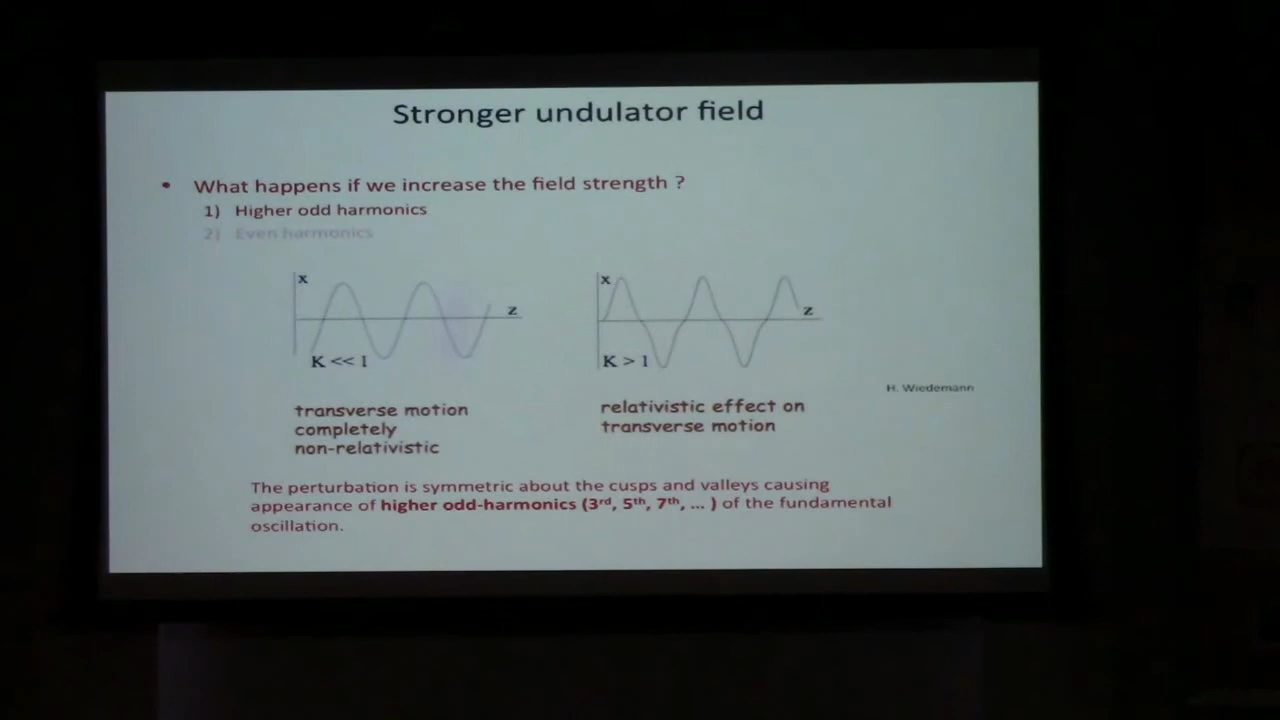 Stronger undulator field
• What happens if we increase the field strength ?
1) Higher odd harmonics
2) Even harmonics
x
z
K << 1
x
z
K > 1
H. Wiedemann
transverse motion
completely
non-relativistic
relativistic effect on
transverse motion
The perturbation is symmetric about the cusps and valleys causing
appearance of higher odd-harmonics (3rd, 5th, 7th, ... ) of the fundamental
oscillation.